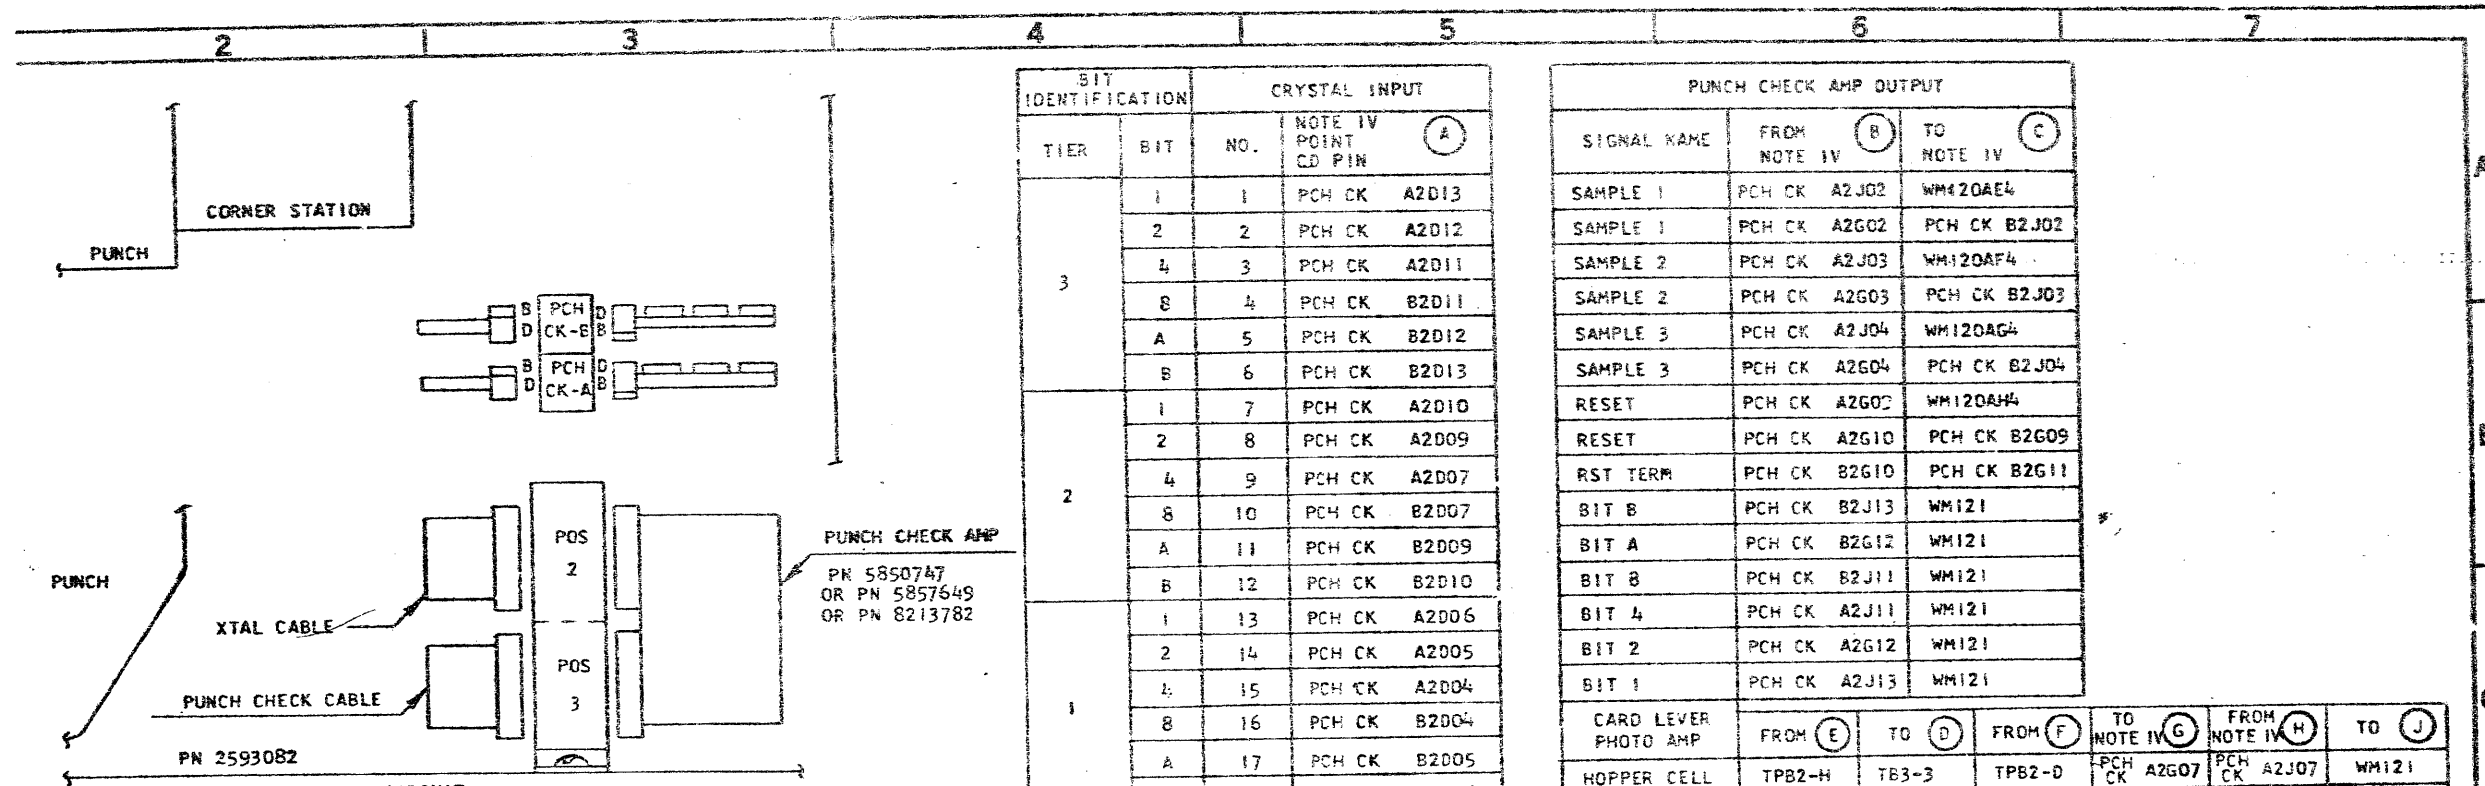 2 3 4 5 6 7
CORNER STATION
PUNCH
B PCH D
D CK-B B
B PCH D
D CK-A B
PUNCH
POS
2
XTAL CABLE
POS
3
PUNCH CHECK CABLE
PN 2593082
PUNCH CHECK AMP
PN 5850747
OR PN 5857649
OR PN 8213782
BIT IDENTIFICATION CRYSTAL INPUT
TIER BIT NO. NOTE IV POINT CD PIN A
3
1 1 PCH CK A2D13
2 2 PCH CK A2D12
4 3 PCH CK A2D11
8 4 PCH CK B2D11
A 5 PCH CK B2D12
B 6 PCH CK B2D13
2
1 7 PCH CK A2D10
2 8 PCH CK A2D09
4 9 PCH CK A2D07
8 10 PCH CK B2D07
A 11 PCH CK B2D09
B 12 PCH CK B2D10
1
1 13 PCH CK A2D06
2 14 PCH CK A2D05
4 15 PCH CK A2D04
8 16 PCH CK B2D04
A 17 PCH CK B2D05
PUNCH CHECK AMP OUTPUT
SIGNAL NAME FROM NOTE IV B TO NOTE IV C
SAMPLE 1 PCH CK A2J02 WM120AE4
SAMPLE 1 PCH CK A2G02 PCH CK B2J02
SAMPLE 2 PCH CK A2J03 WM120AF4
SAMPLE 2 PCH CK A2G03 PCH CK B2J03
SAMPLE 3 PCH CK A2J04 WM120AG4
SAMPLE 3 PCH CK A2G04 PCH CK B2J04
RESET PCH CK WM120AH4
RESET PCH CK A2G10 PCH CK B2G09
RST TERM PCH CK B2G10 PCH CK B2G11
BIT B PCH CK B2J13 WM121
BIT A PCH CK B2G12 WM121
BIT 8 PCH CK B2J11 WM121
BIT 4 PCH CK A2J11 WM121
BIT 2 PCH CK A2G12 WM121
BIT 1 PCH CK A2J13 WM121
CARD LEVER PHOTO AMP FROM E TO D FROM F TO NOTE IV G FROM NOTE IV H TO J
HOPPER CELL TPB2-H TB3-3 TPB2-D PCH CK A2G07 PCH CK A2J07 WM121